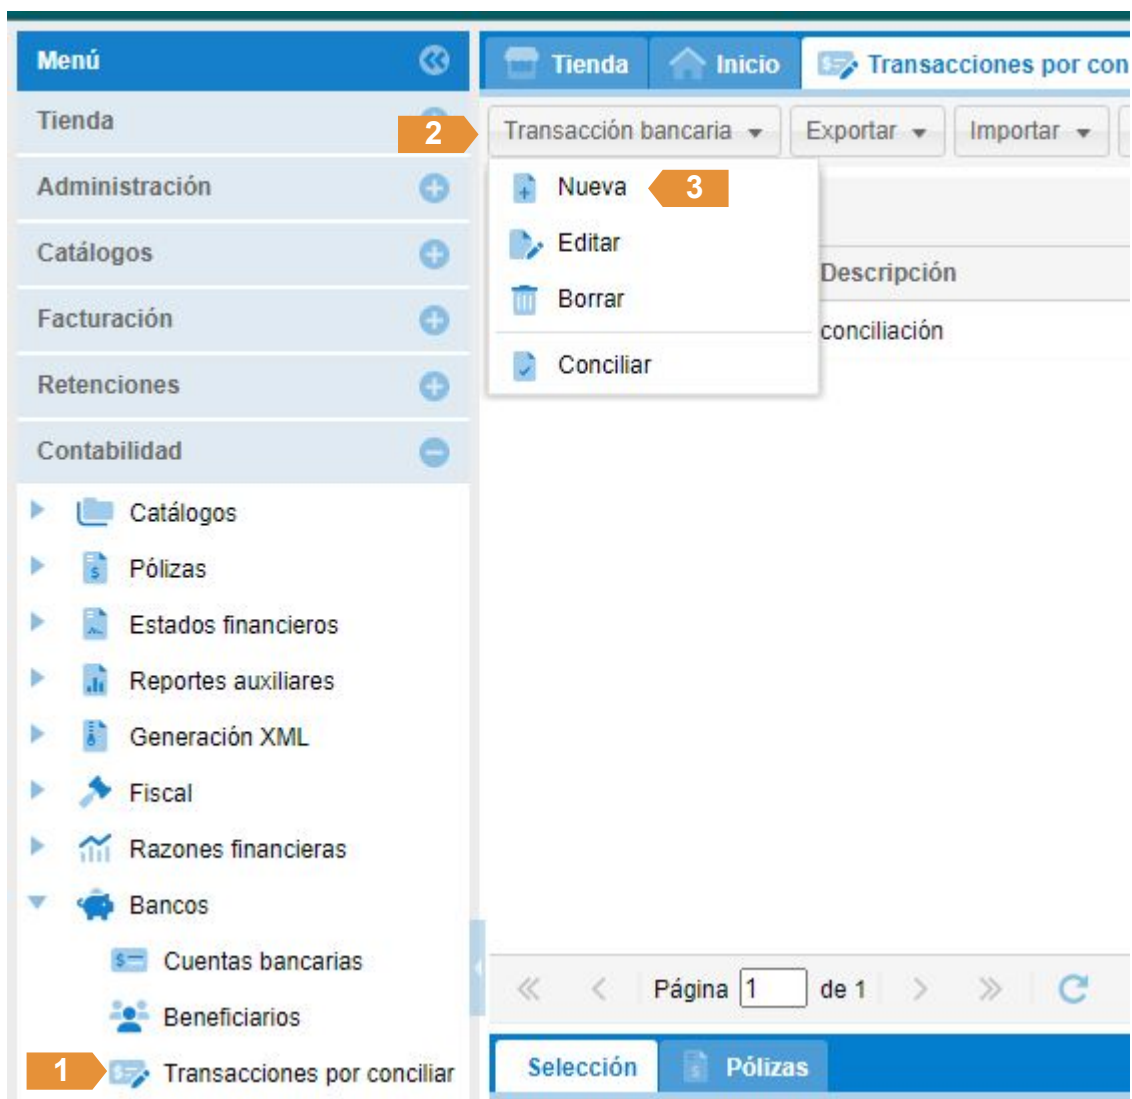 Menú
Tienda
Administración
Catálogos
Facturación
Retenciones
Contabilidad
Catálogos
Pólizas
Estados financieros
Reportes auxiliares
Generación XML
Fiscal
Razones financieras
Bancos
Cuentas bancarias
Beneficiarios
1 Transacciones por conciliar
Tienda Inicio Transacciones por con
2 Transacción bancaria Exportar Importar
Nueva 3
Editar
Borrar
Conciliar
Descripción
conciliación
Página 1 de 1
Selección Pólizas